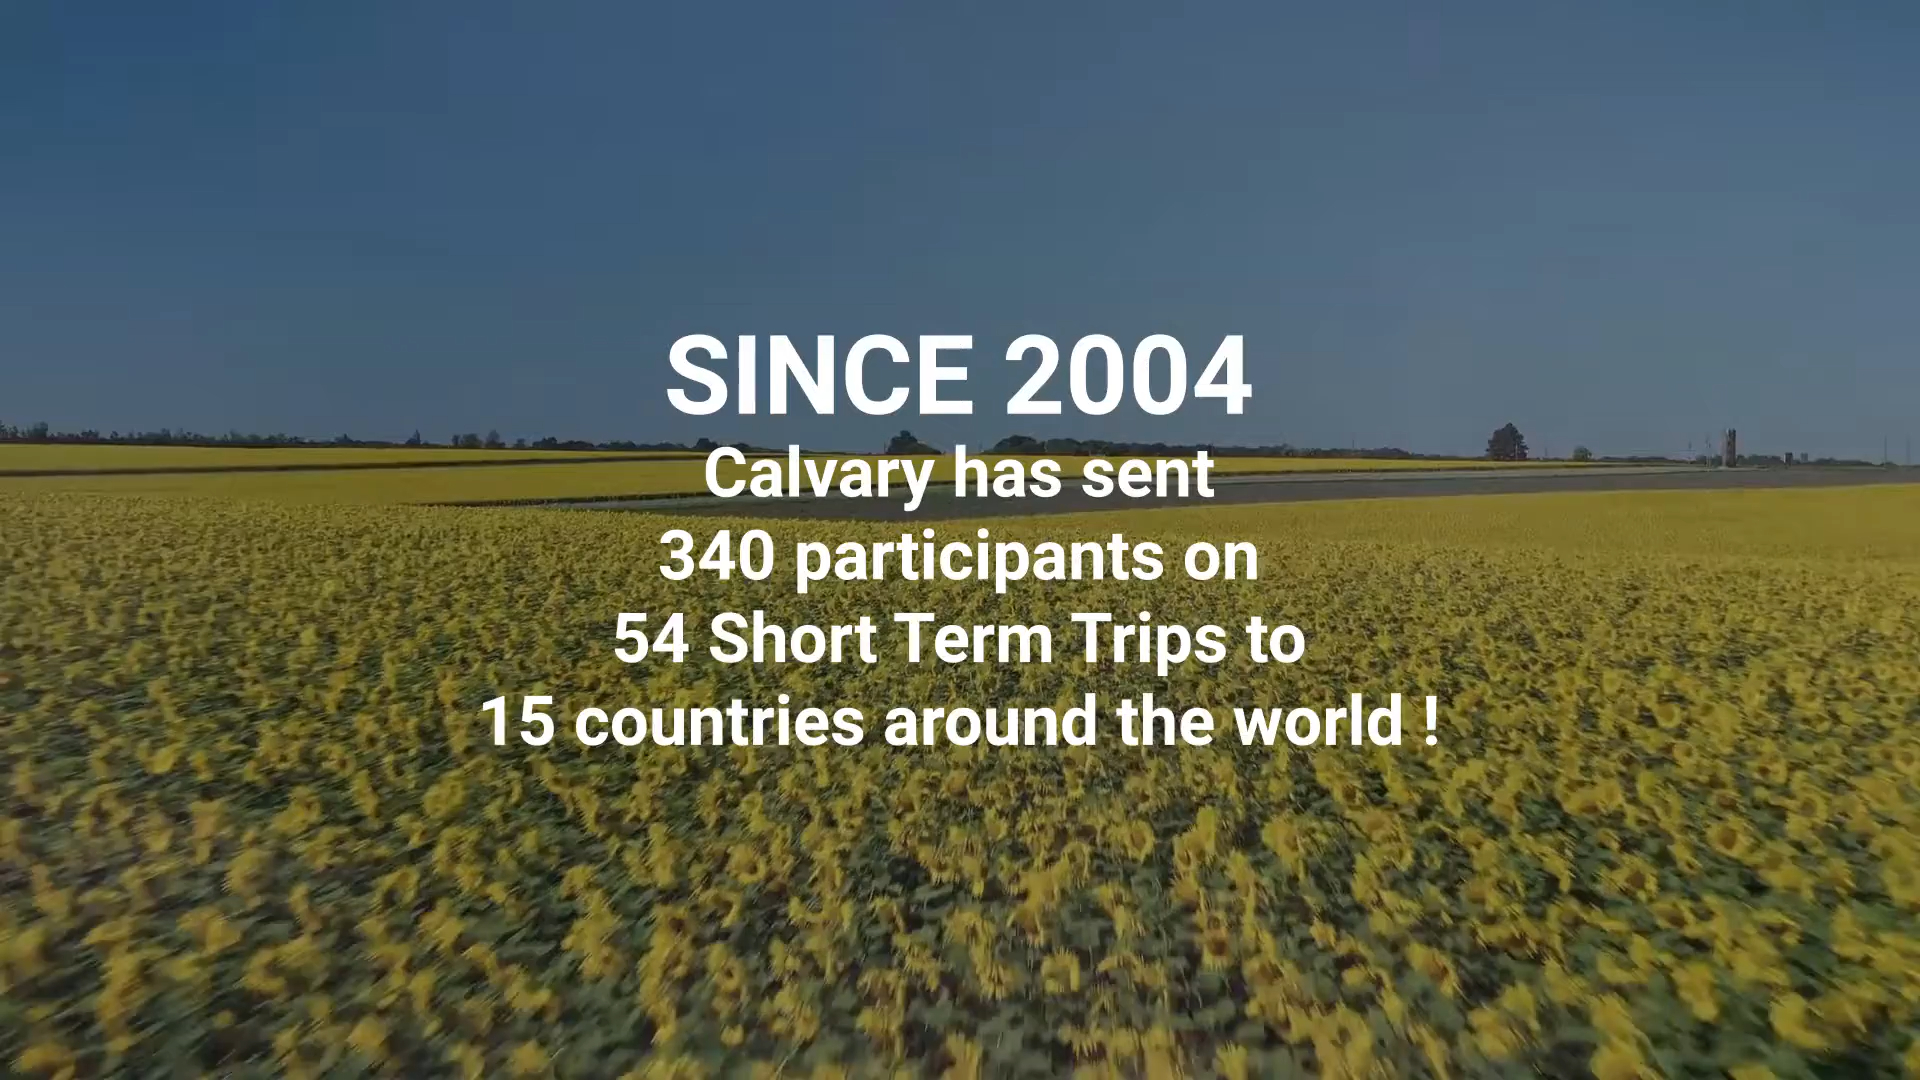 SINCE 2004
Calvary has sent
340 participants on
54 Short Term Trips to
15 countries around the world !